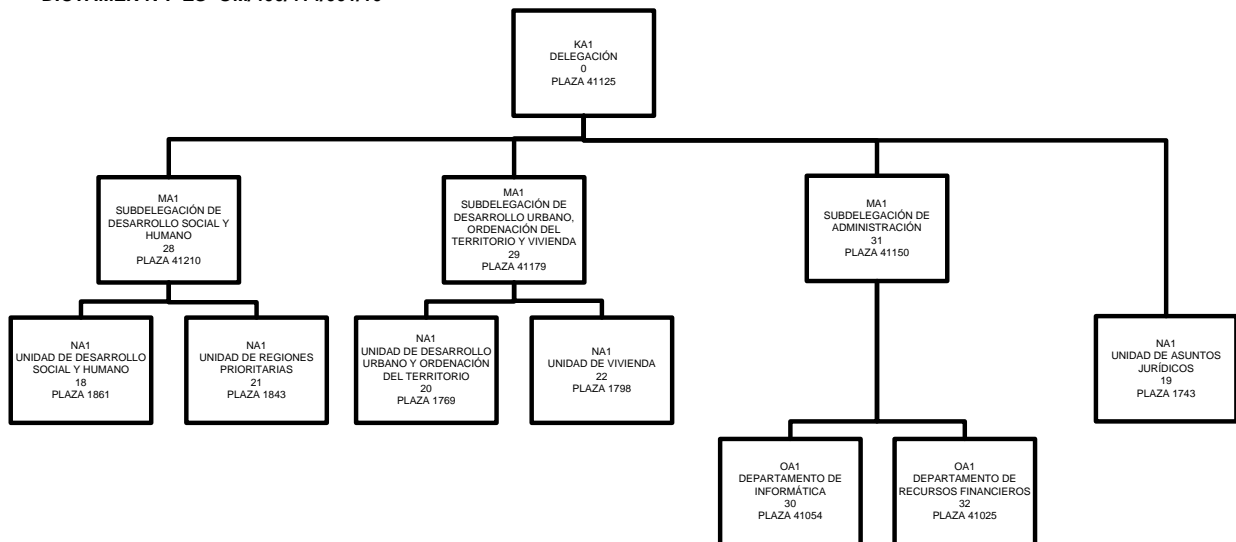 KA1
DELEGACIÓN
0
PLAZA 41125
MA1
SUBDELEGACIÓN DE
DESARROLLO SOCIAL Y
HUMANO
28
PLAZA 41210
MA1
SUBDELEGACIÓN DE
DESARROLLO URBANO,
ORDENACIÓN DEL
TERRITORIO Y VIVIENDA
29
PLAZA 41179
MA1
SUBDELEGACIÓN DE
ADMINISTRACIÓN
31
PLAZA 41150
NA1
UNIDAD DE DESARROLLO
SOCIAL Y HUMANO
18
PLAZA 1861
NA1
UNIDAD DE REGIONES
PRIORITARIAS
21
PLAZA 1843
NA1
UNIDAD DE DESARROLLO
URBANO Y ORDENACIÓN
DEL TERRITORIO
20
PLAZA 1769
NA1
UNIDAD DE VIVIENDA
22
PLAZA 1798
NA1
UNIDAD DE ASUNTOS
JURÍDICOS
19
PLAZA 1743
OA1
DEPARTAMENTO DE
INFORMÁTICA
30
PLAZA 41054
OA1
DEPARTAMENTO DE
RECURSOS FINANCIEROS
32
PLAZA 41025